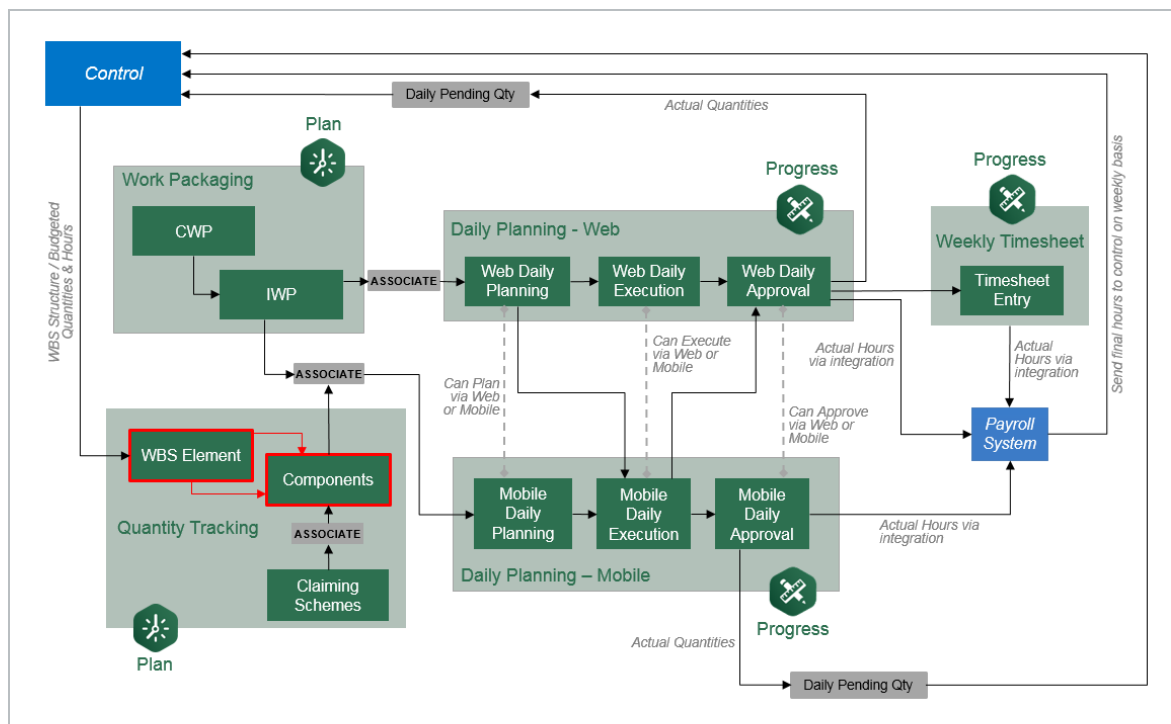 Control
Daily Pending Qty
Actual Quantities
Plan
Work Packaging
CWP
IWP
ASSOCIATE
WBS Structure / Budgeted
Quantities & Hours
Progress
Daily Planning - Web
Web Daily
Planning
Web Daily
Execution
Web Daily
Approval
Progress
Weekly Timesheet
Timesheet
Entry
Send final hours to control on weekly basis
ASSOCIATE
Can Plan
via Web
or Mobile
Can Execute
via Web or
Mobile
Actual Hours
via integration
Actual
Hours via
integration
Can Approve
via Web or
Mobile
Payroll
System
WBS Element
Components
Quantity Tracking
ASSOCIATE
Claiming
Schemes
Plan
Mobile
Daily
Planning
Mobile
Daily
Execution
Mobile
Daily
Approval
Actual Hours via
integration
Daily Planning – Mobile
Progress
Actual Quantities
Daily Pending Qty